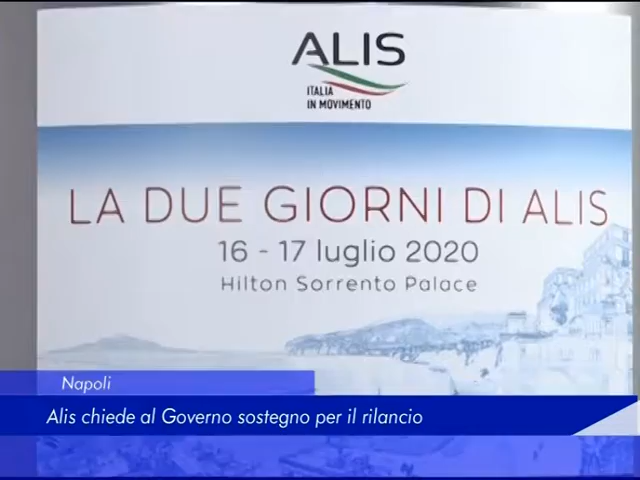 ALIS
ITALIA
IN MOVIMENTO
LA DUE GIORNI DI ALIS
16 - 17 luglio 2020
Hilton Sorrento Palace
Napoli
Alis chiede al Governo sostegno per il rilancio